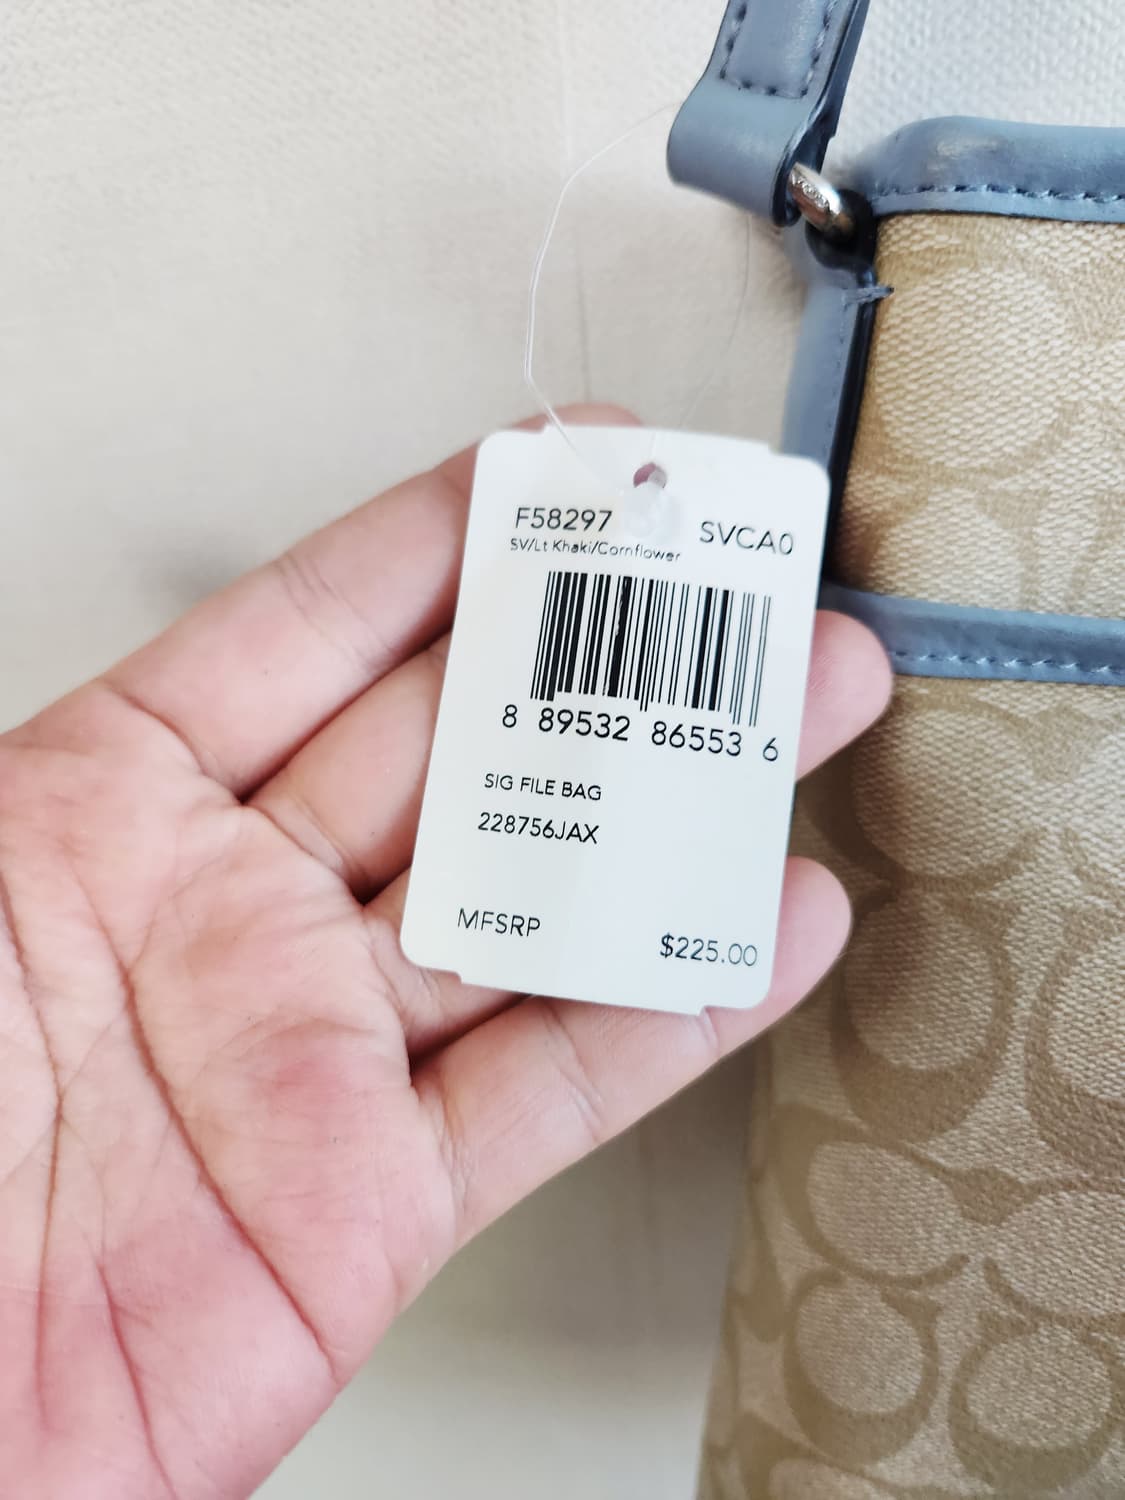 F58297 SVCA0
SV/Lt Khaki/Cornflower
8 89532 86553 6
SIG FILE BAG
228756JAX
MFSRP $225.00